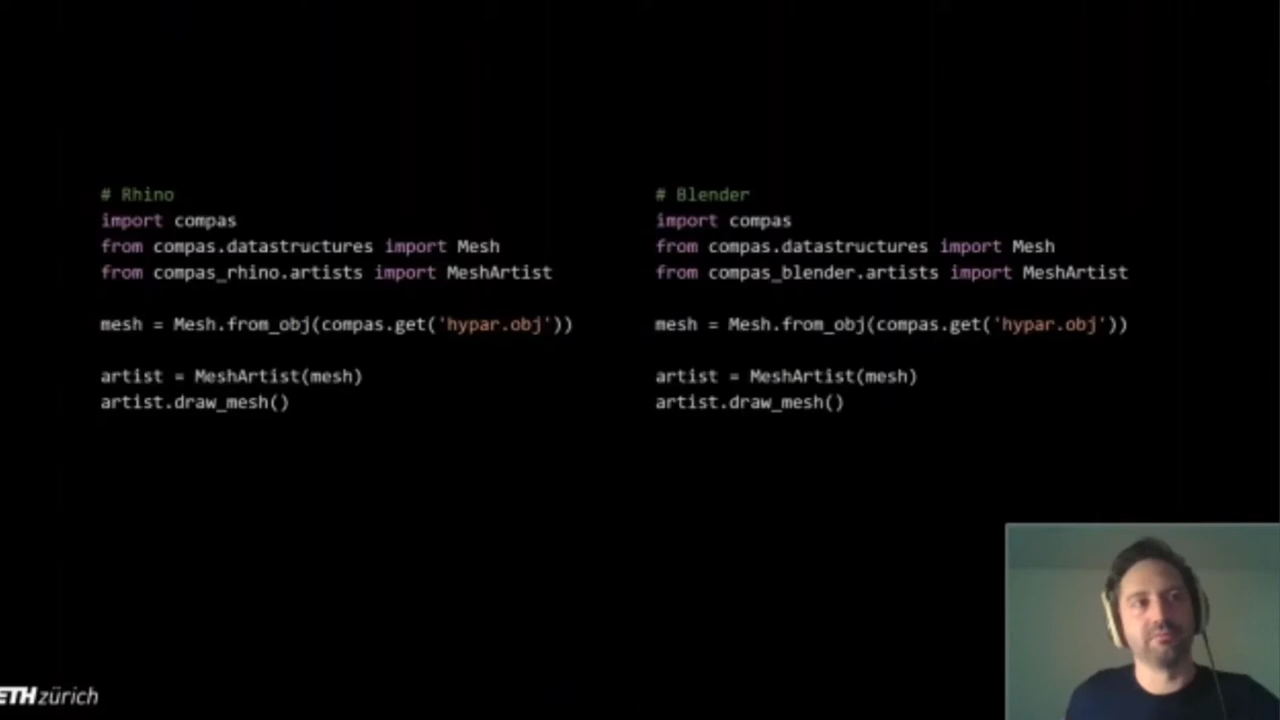 # Rhino
import compas
from compas.datastructures import Mesh
from compas_rhino.artists import MeshArtist
mesh = Mesh.from_obj(compas.get('hypar.obj'))
artist = MeshArtist(mesh)
artist.draw_mesh()
# Blender
import compas
from compas.datastructures import Mesh
from compas_blender.artists import MeshArtist
mesh = Mesh.from_obj(compas.get('hypar.obj'))
artist = MeshArtist(mesh)
artist.draw_mesh()
ETH zürich